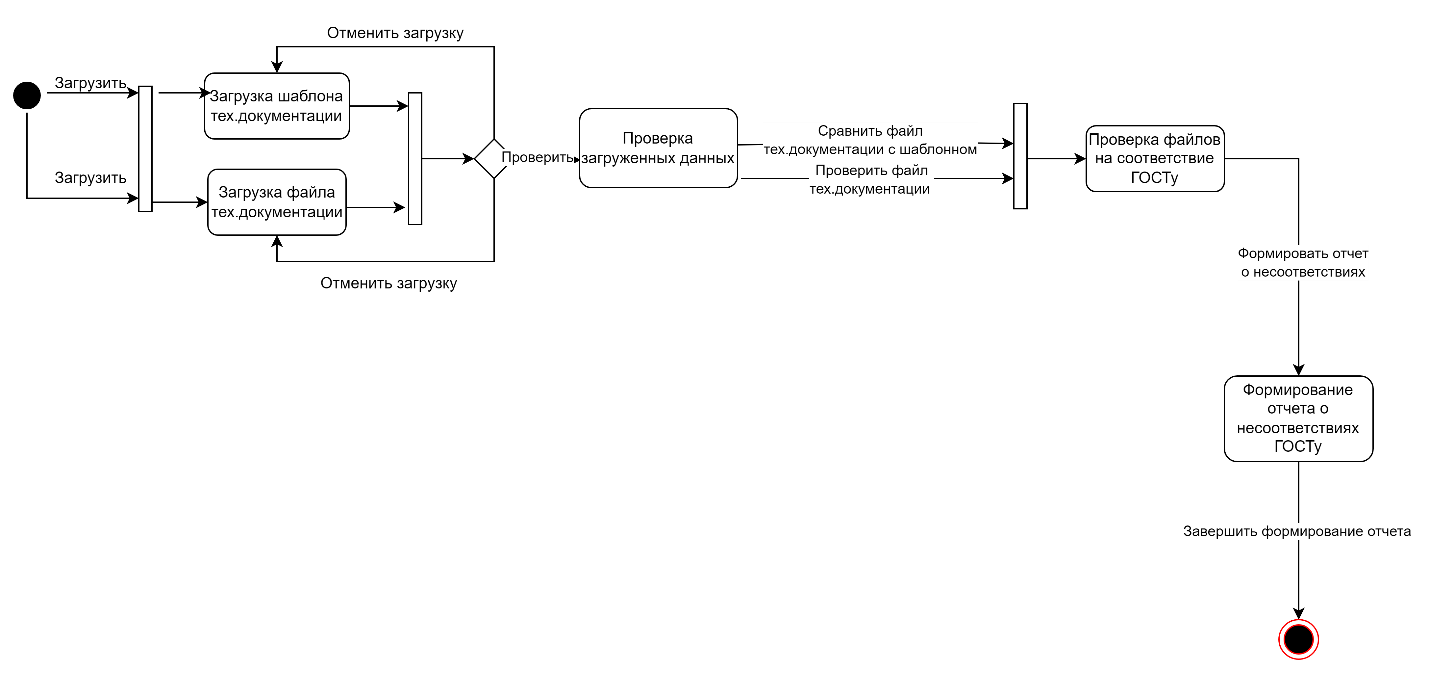 Отменить загрузку
Загрузить
Загрузка шаблона
тех.документации
Загрузить
Загрузка файла
тех.документации
Отменить загрузку
Проверить
Проверка
загруженных данных
Сравнить файл
тех.документации с шаблонном
Проверить файл
тех.документации
Проверка файлов
на соответствие
ГОСТу
Формировать отчет
о несоответствиях
Формирование
отчета о
несоответствиях
ГОСТу
Завершить формирование отчета